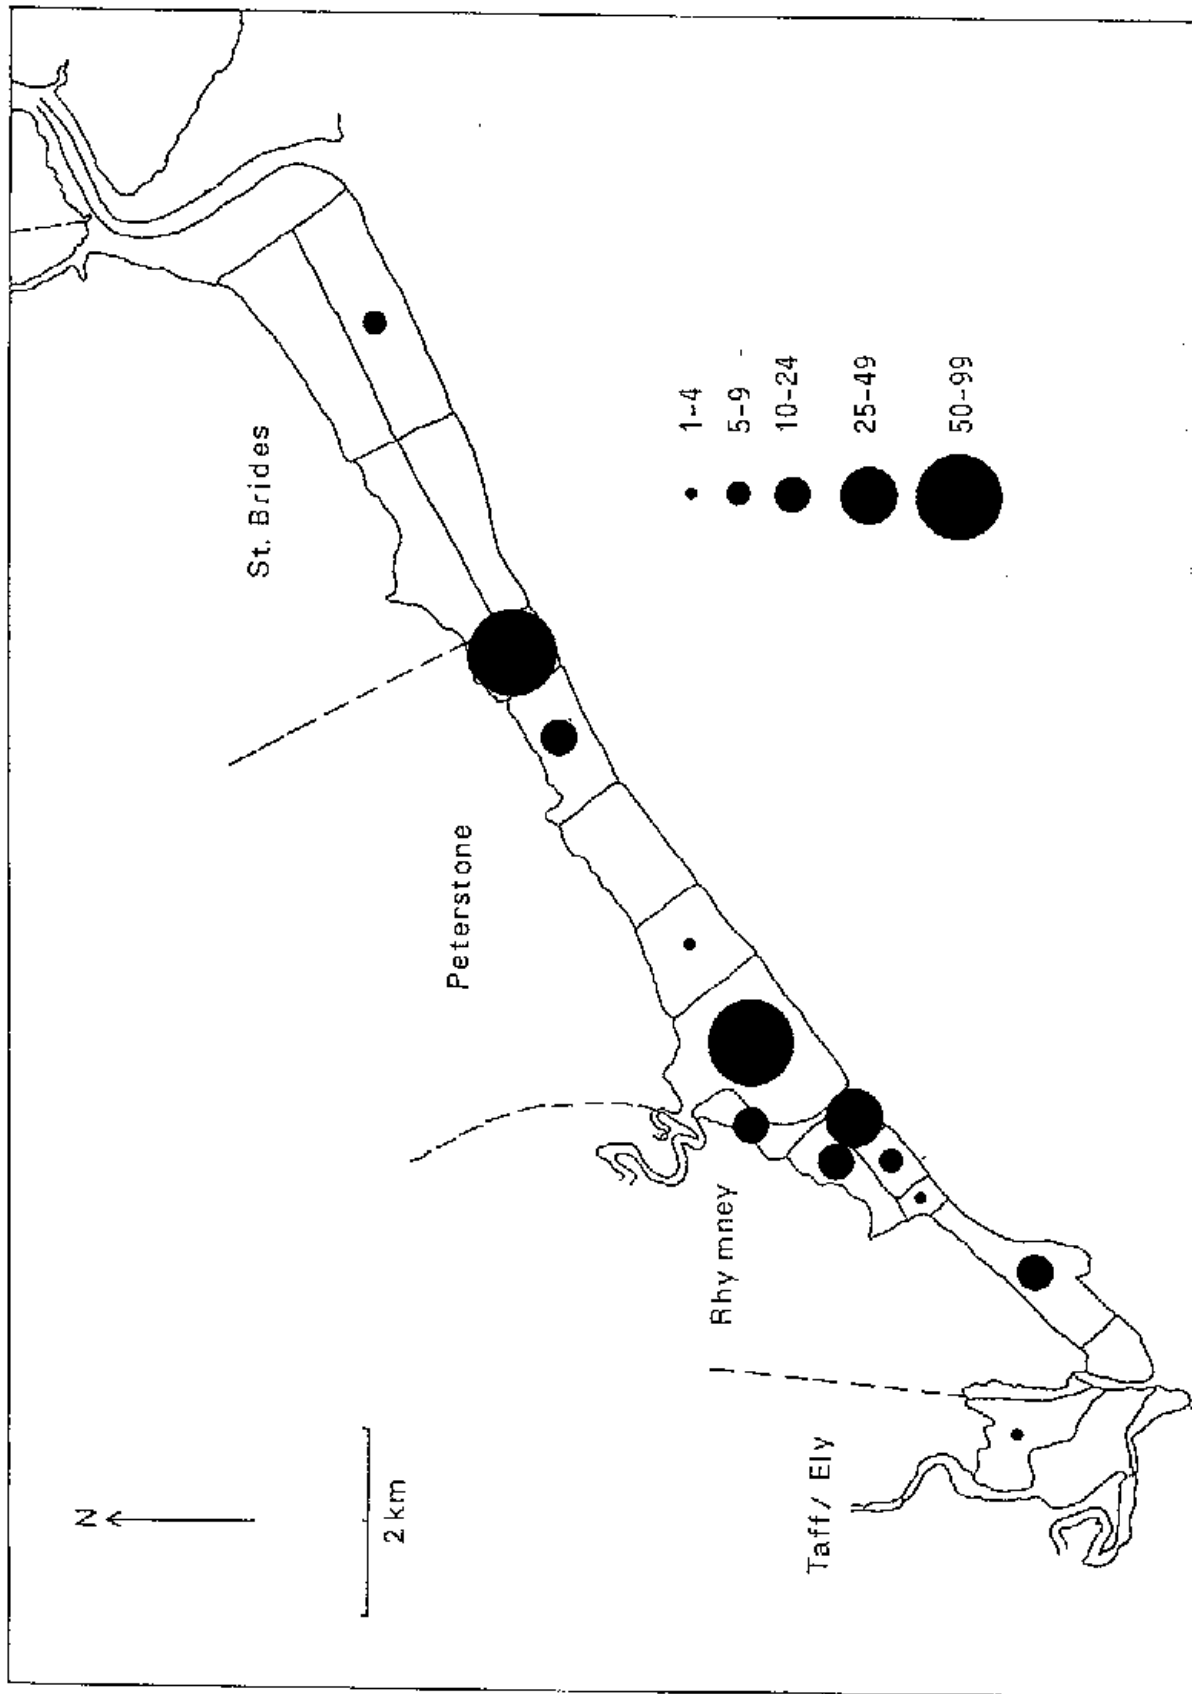 N
2 km
St. Brides
Peterstone
Rhymney
Taff / Ely
1-4
5-9
10-24
25-49
50-99